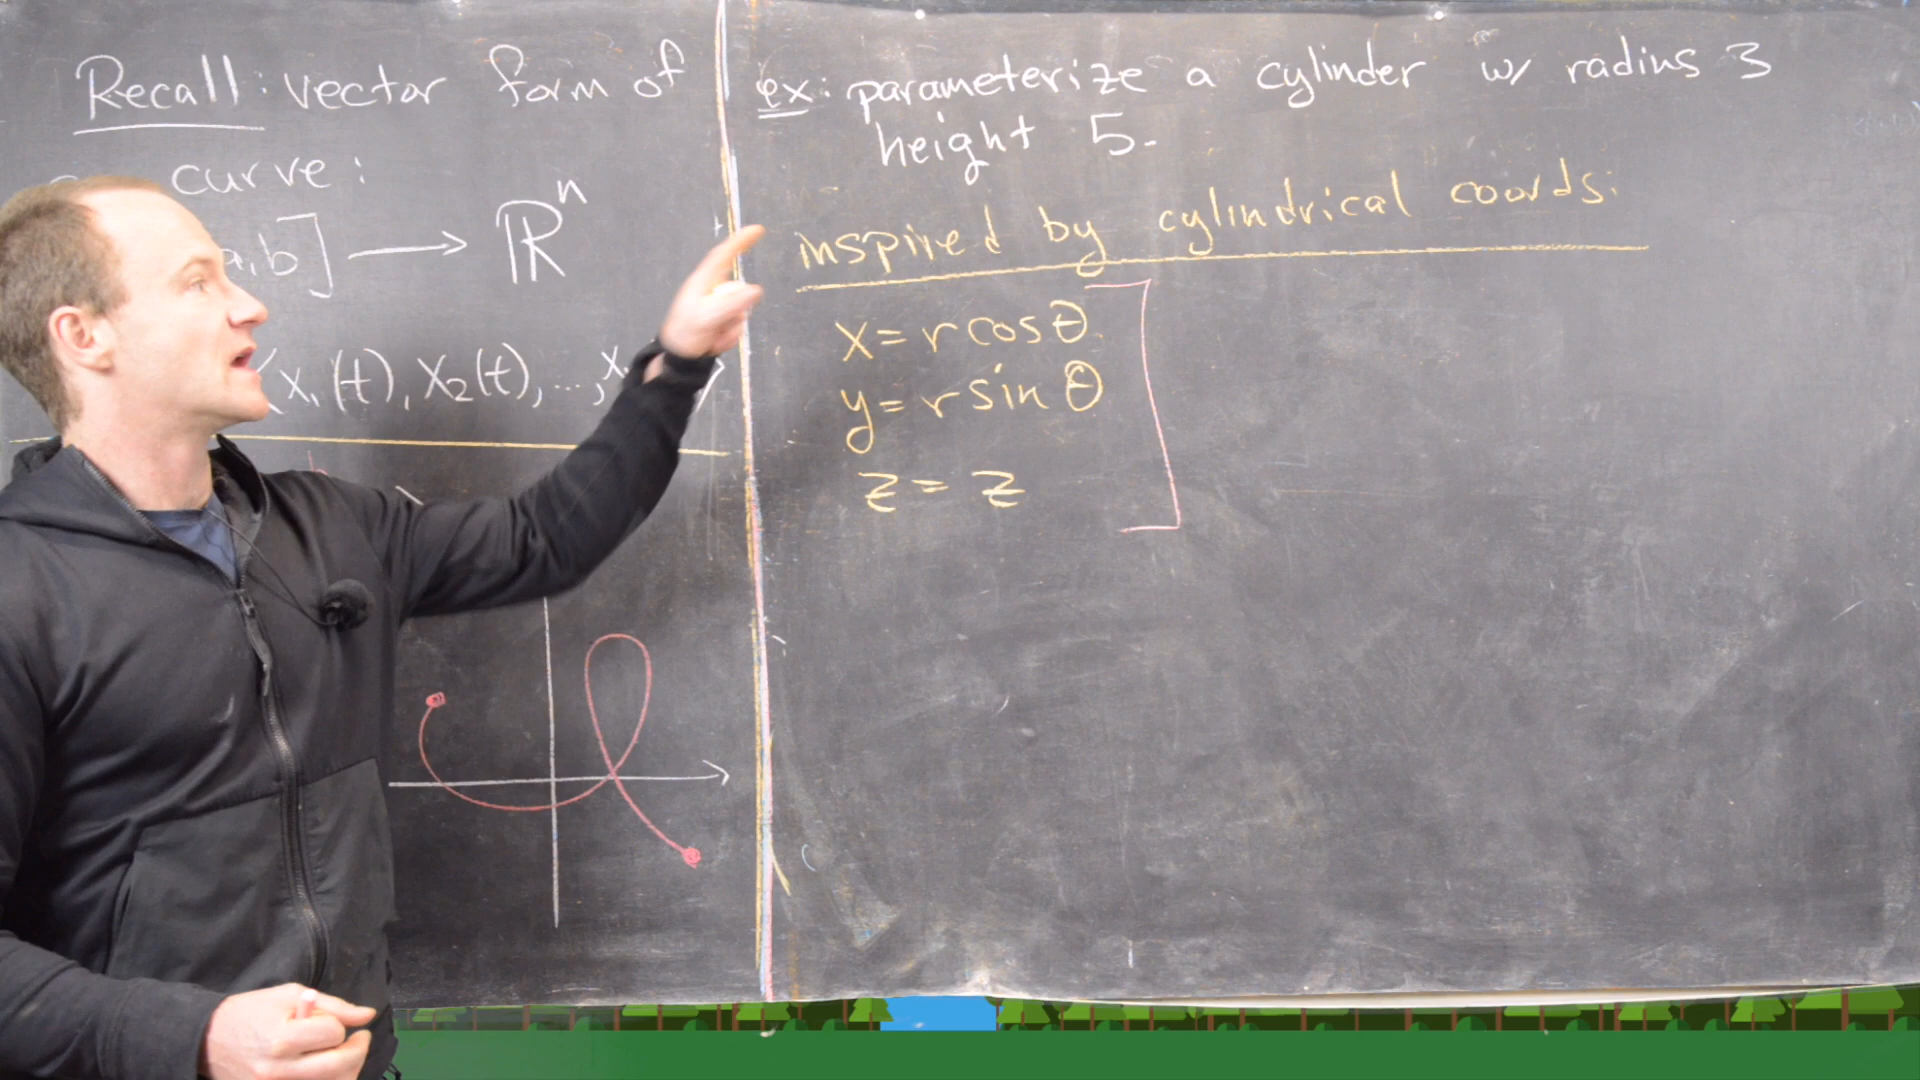 Recall: vector form of
curve:
a,b] → ℝⁿ
⟨x₁(t), x₂(t), ..., x
ex: parameterize a cylinder w/ radius 3
height 5.
inspired by cylindrical coords:
x = r cos θ
y = r sin θ
z = z